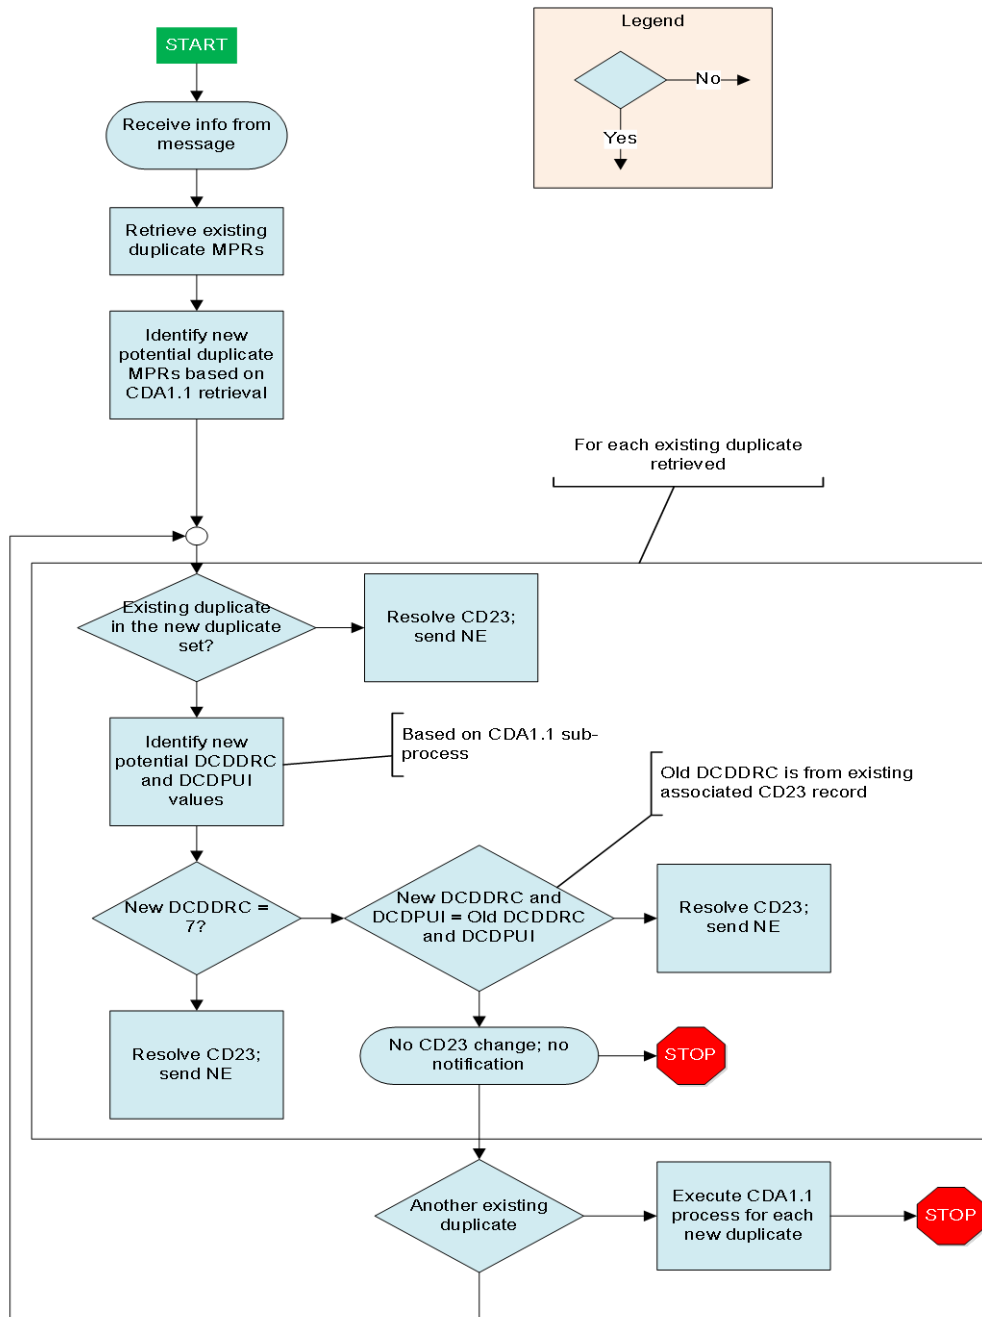 Legend
START
No
Receive info from
message
Yes
Retrieve existing
duplicate MPRs
Identify new
potential duplicate
MPRs based on
CDA1.1 retrieval
For each existing duplicate
retrieved
Existing duplicate
in the new duplicate
set?
Resolve CD23;
send NE
Identify new
potential DCDDRC
and DCDPUI
values
Based on CDA1.1 sub-
process
Old DCDDRC is from existing
associated CD23 record
New DCDDRC =
7?
New DCDDRC and
DCDPUI = Old DCDDRC
and DCDPUI
Resolve CD23;
send NE
Resolve CD23;
send NE
No CD23 change; no
notification
STOP
Another existing
duplicate
Execute CDA1.1
process for each
new duplicate
STOP